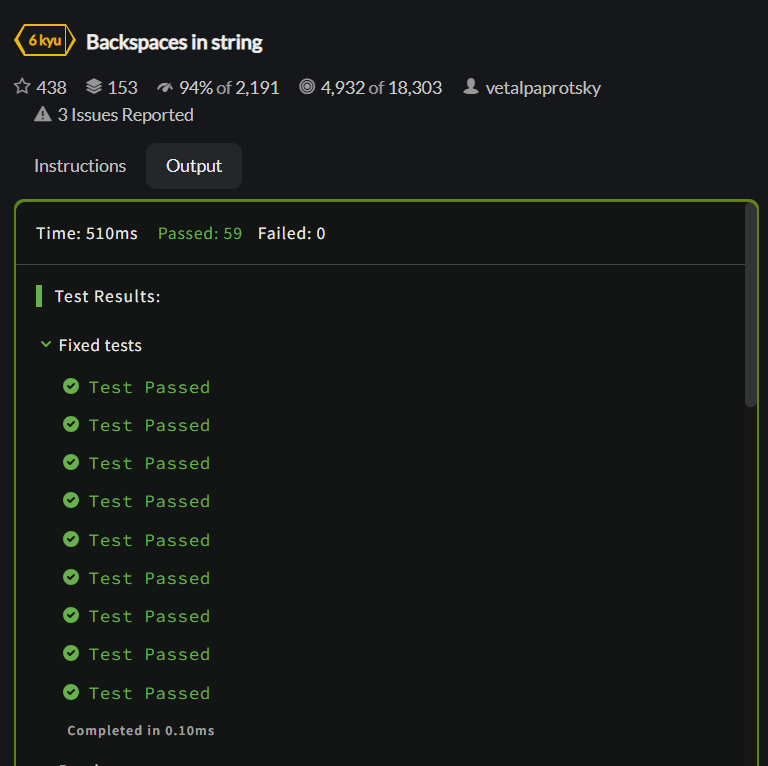 6 kyu Backspaces in string
438 153 94% of 2,191 4,932 of 18,303 vetalpaprotsky
3 Issues Reported
Instructions Output
Time: 510ms Passed: 59 Failed: 0
Test Results:
Fixed tests
Test Passed
Test Passed
Test Passed
Test Passed
Test Passed
Test Passed
Test Passed
Test Passed
Test Passed
Completed in 0.10ms